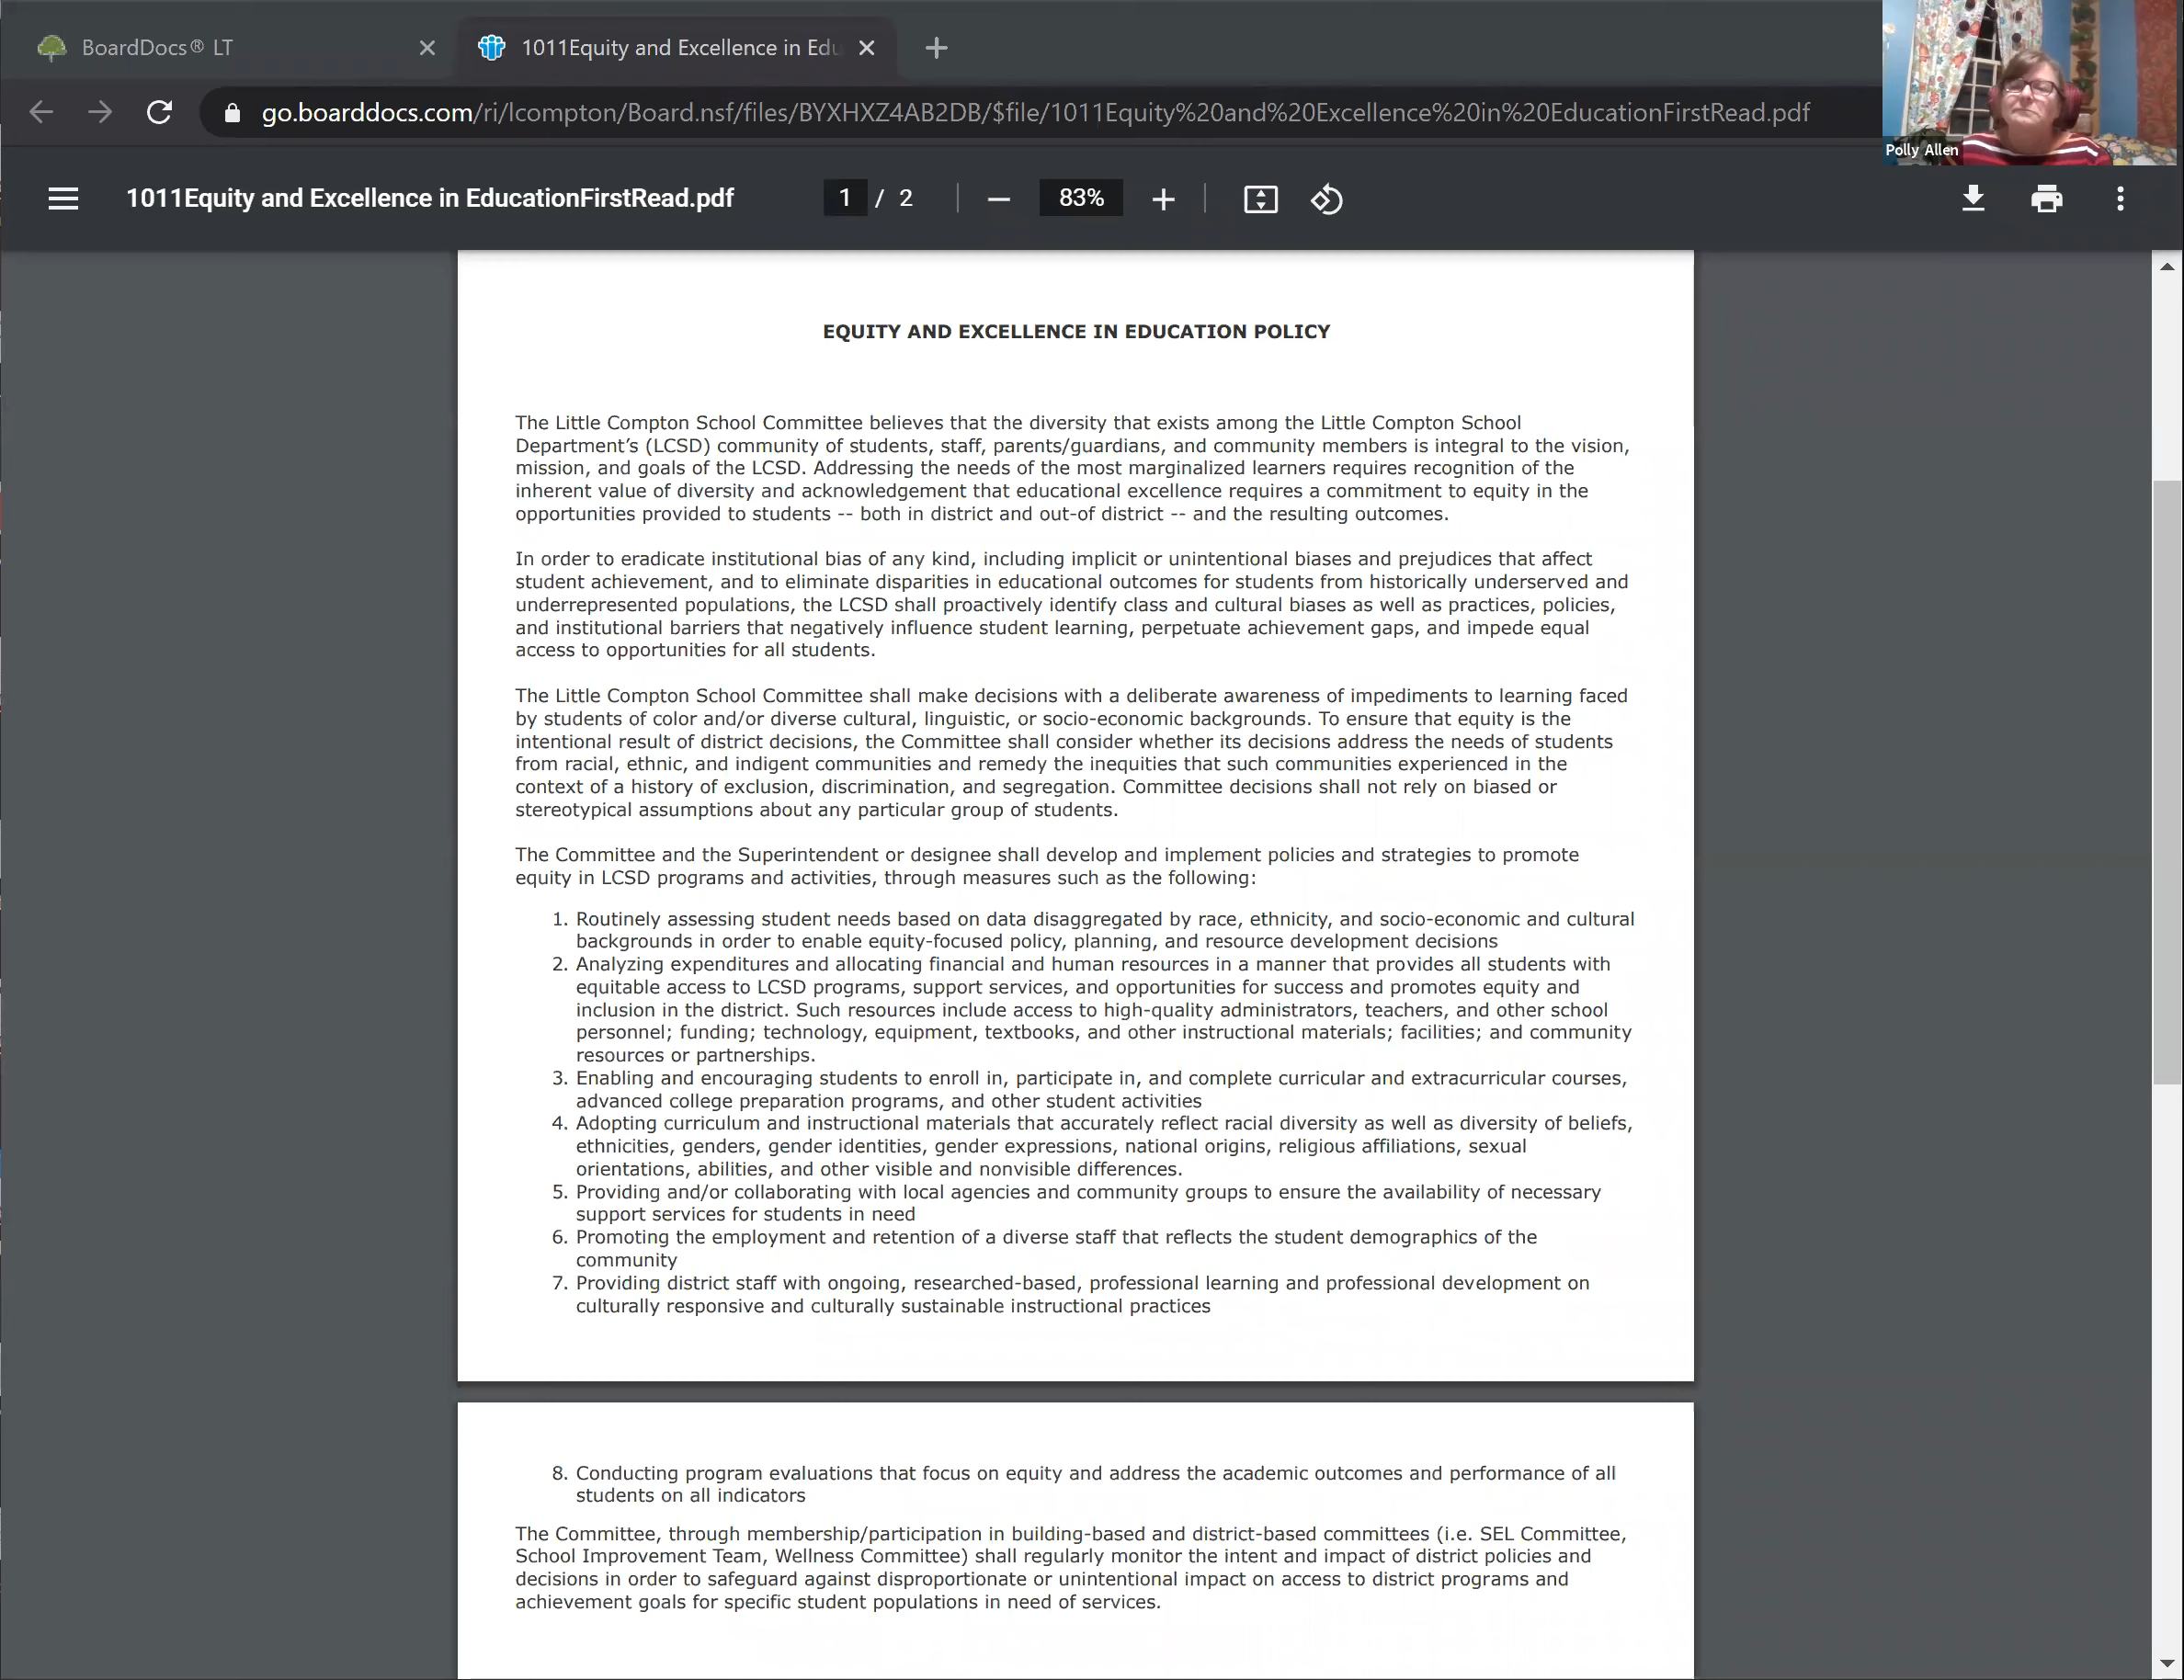 BoardDocs® LT
1011Equity and Excellence in Edu
go.boarddocs.com/ri/lcompton/Board.nsf/files/BYXHXZ4AB2DB/$file/1011Equity%20and%20Excellence%20in%20EducationFirstRead.pdf
Polly Allen
1011Equity and Excellence in EducationFirstRead.pdf
1 / 2
83%
EQUITY AND EXCELLENCE IN EDUCATION POLICY
The Little Compton School Committee believes that the diversity that exists among the Little Compton School
Department's (LCSD) community of students, staff, parents/guardians, and community members is integral to the vision,
mission, and goals of the LCSD. Addressing the needs of the most marginalized learners requires recognition of the
inherent value of diversity and acknowledgement that educational excellence requires a commitment to equity in the
opportunities provided to students -- both in district and out-of district -- and the resulting outcomes.
In order to eradicate institutional bias of any kind, including implicit or unintentional biases and prejudices that affect
student achievement, and to eliminate disparities in educational outcomes for students from historically underserved and
underrepresented populations, the LCSD shall proactively identify class and cultural biases as well as practices, policies,
and institutional barriers that negatively influence student learning, perpetuate achievement gaps, and impede equal
access to opportunities for all students.
The Little Compton School Committee shall make decisions with a deliberate awareness of impediments to learning faced
by students of color and/or diverse cultural, linguistic, or socio-economic backgrounds. To ensure that equity is the
intentional result of district decisions, the Committee shall consider whether its decisions address the needs of students
from racial, ethnic, and indigent communities and remedy the inequities that such communities experienced in the
context of a history of exclusion, discrimination, and segregation. Committee decisions shall not rely on biased or
stereotypical assumptions about any particular group of students.
The Committee and the Superintendent or designee shall develop and implement policies and strategies to promote
equity in LCSD programs and activities, through measures such as the following:
1. Routinely assessing student needs based on data disaggregated by race, ethnicity, and socio-economic and cultural
backgrounds in order to enable equity-focused policy, planning, and resource development decisions
2. Analyzing expenditures and allocating financial and human resources in a manner that provides all students with
equitable access to LCSD programs, support services, and opportunities for success and promotes equity and
inclusion in the district. Such resources include access to high-quality administrators, teachers, and other school
personnel; funding; technology, equipment, textbooks, and other instructional materials; facilities; and community
resources or partnerships.
3. Enabling and encouraging students to enroll in, participate in, and complete curricular and extracurricular courses,
advanced college preparation programs, and other student activities
4. Adopting curriculum and instructional materials that accurately reflect racial diversity as well as diversity of beliefs,
ethnicities, genders, gender identities, gender expressions, national origins, religious affiliations, sexual
orientations, abilities, and other visible and nonvisible differences.
5. Providing and/or collaborating with local agencies and community groups to ensure the availability of necessary
support services for students in need
6. Promoting the employment and retention of a diverse staff that reflects the student demographics of the
community
7. Providing district staff with ongoing, researched-based, professional learning and professional development on
culturally responsive and culturally sustainable instructional practices
8. Conducting program evaluations that focus on equity and address the academic outcomes and performance of all
students on all indicators
The Committee, through membership/participation in building-based and district-based committees (i.e. SEL Committee,
School Improvement Team, Wellness Committee) shall regularly monitor the intent and impact of district policies and
decisions in order to safeguard against disproportionate or unintentional impact on access to district programs and
achievement goals for specific student populations in need of services.